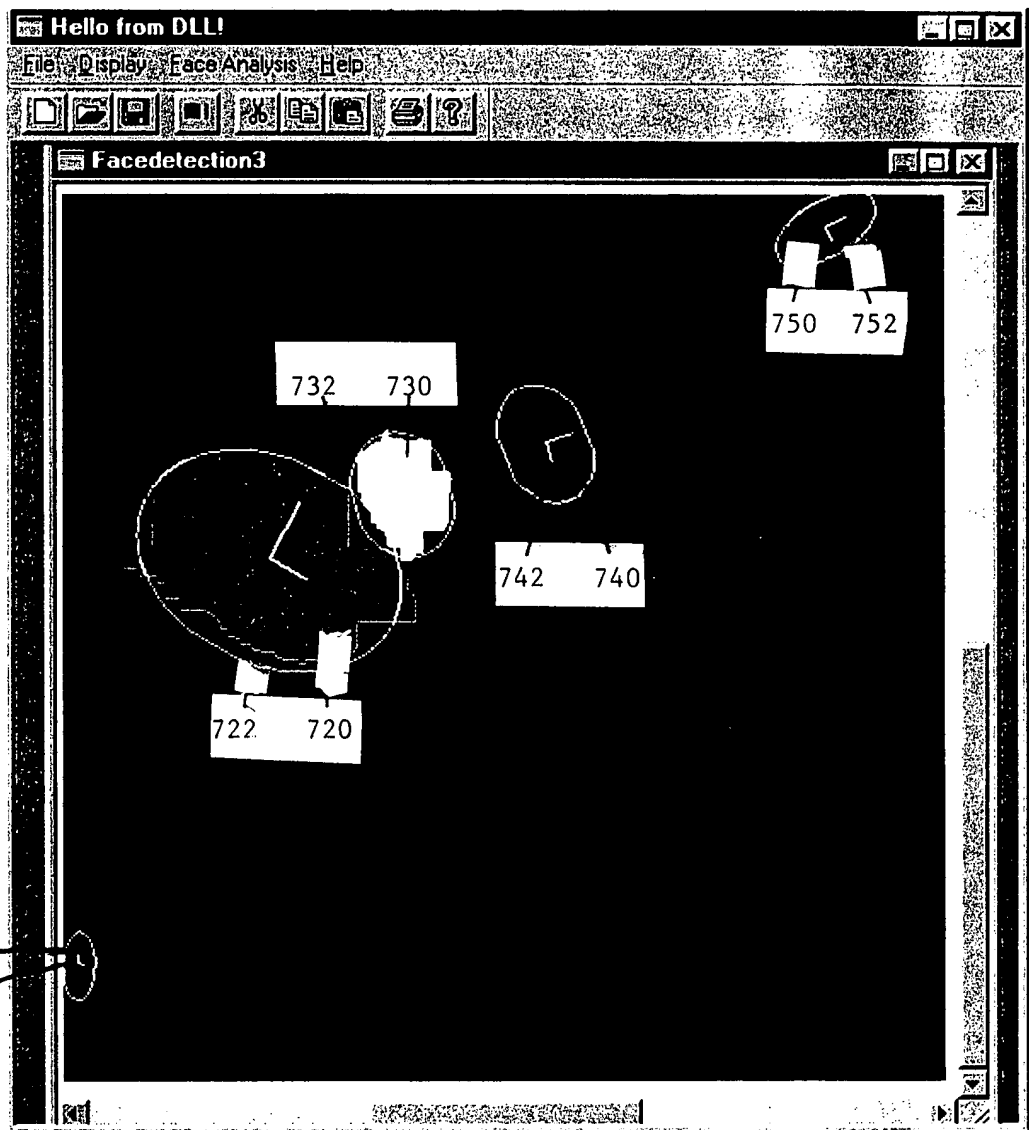 Hello from DLL!
File Display Face Analysis Help
Facedetection3
750 752
732 730
742 740
722 720